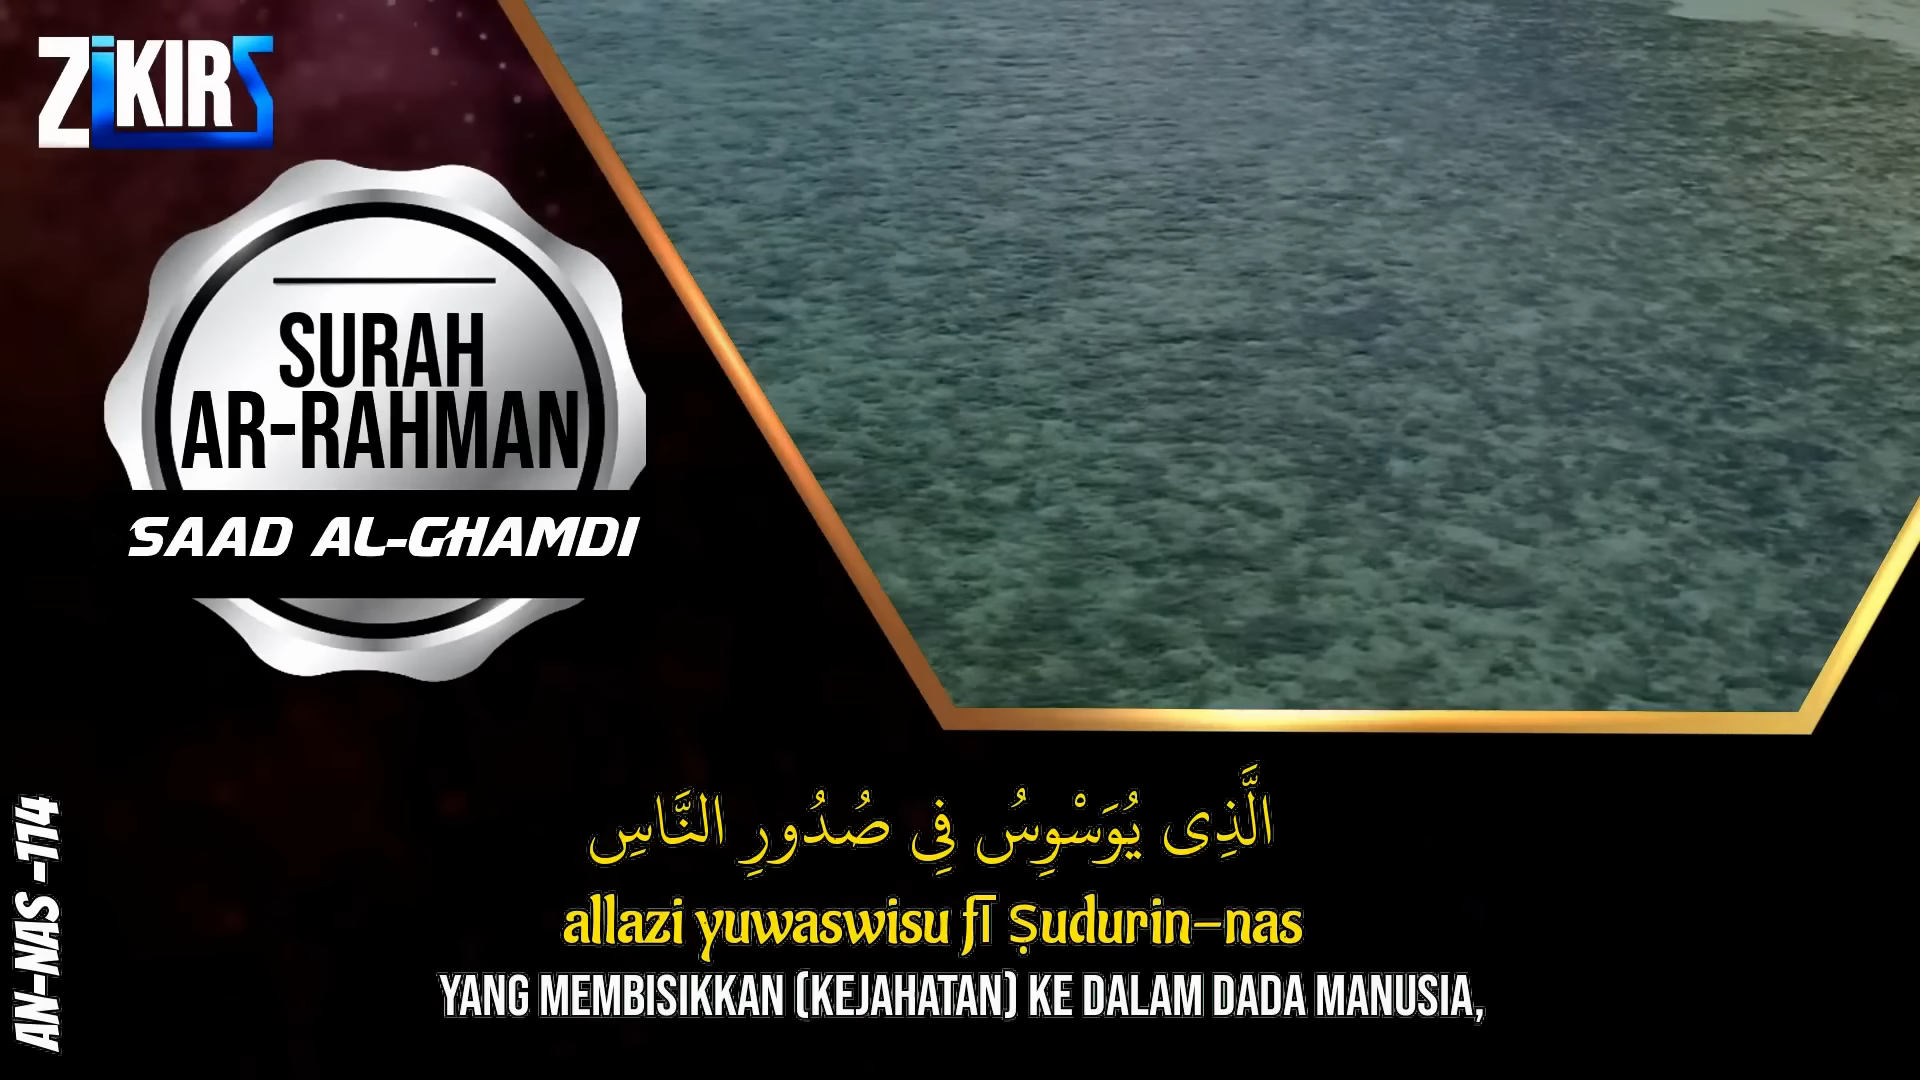 ZIKIRS
SURAH
AR-RAHMAN
SAAD AL-GHAMDI
AN-NAS -114
الَّذِى يُوَسْوِسُ فِى صُدُورِ النَّاسِ
allazi yuwaswisu fī ṣudurin-nas
YANG MEMBISIKKAN (KEJAHATAN) KE DALAM DADA MANUSIA,